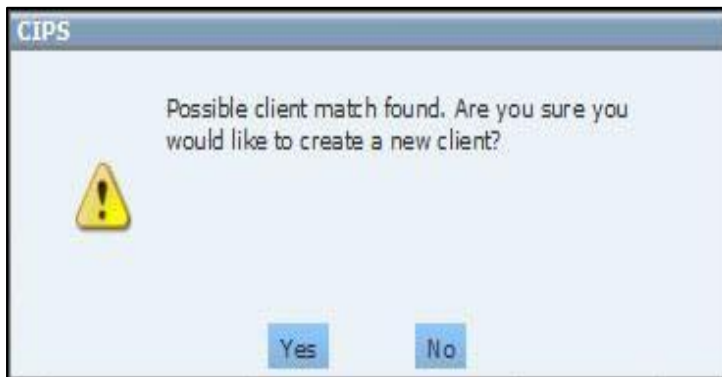 CIPS
Possible client match found. Are you sure you
would like to create a new client?
Yes No